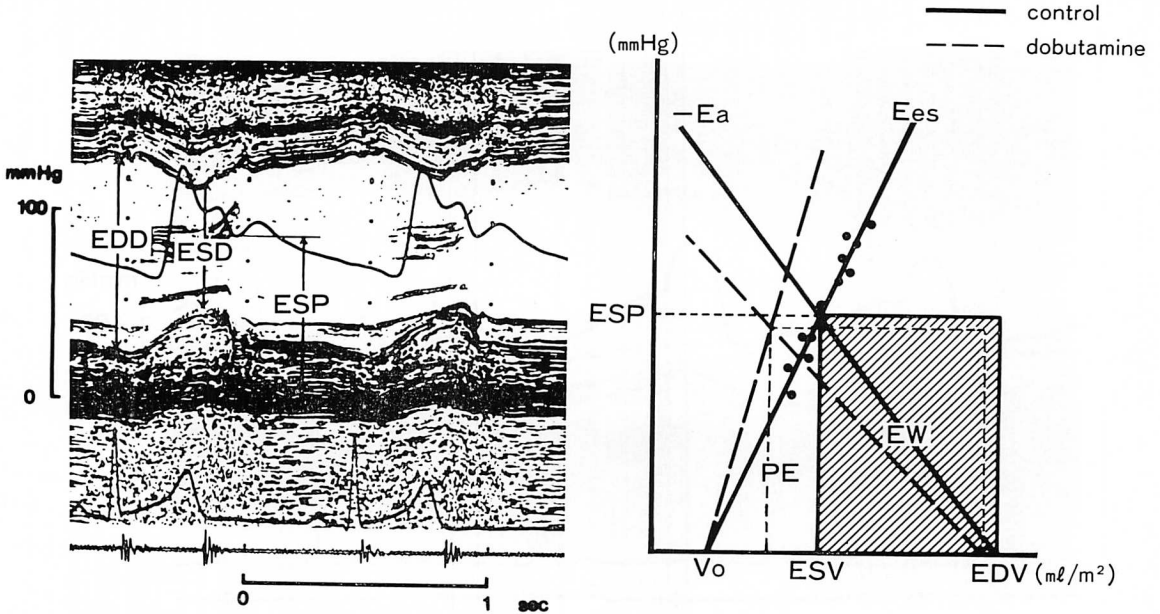 mmHg
100
0
EDD
ESD
ESP
0
1
sec
control
dobutamine
(mmHg)
−Ea
Ees
ESP
EW
PE
Vo
ESV
EDV (mℓ/m²)